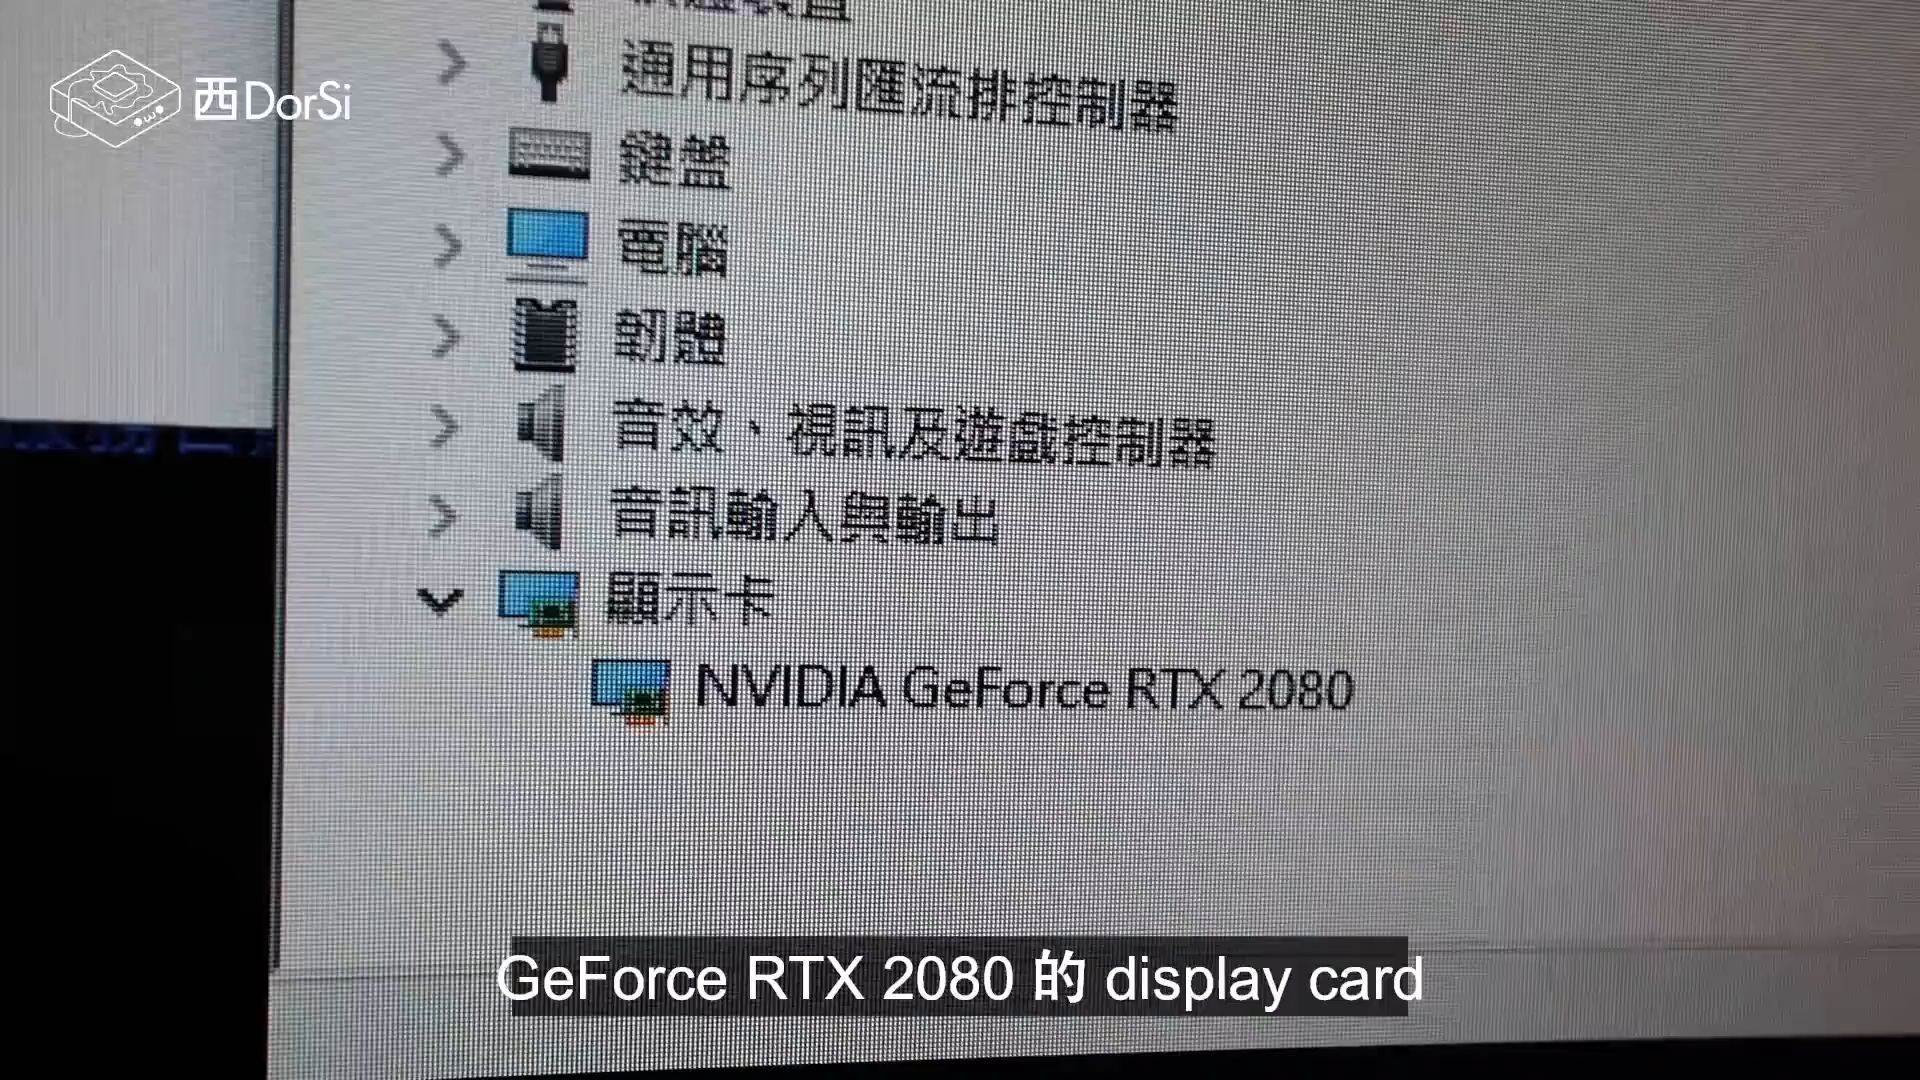 西DorSi
通用序列匯流排控制器
鍵盤
電腦
韌體
音效、視訊及遊戲控制器
音訊輸入與輸出
顯示卡
NVIDIA GeForce RTX 2080
GeForce RTX 2080 的 display card